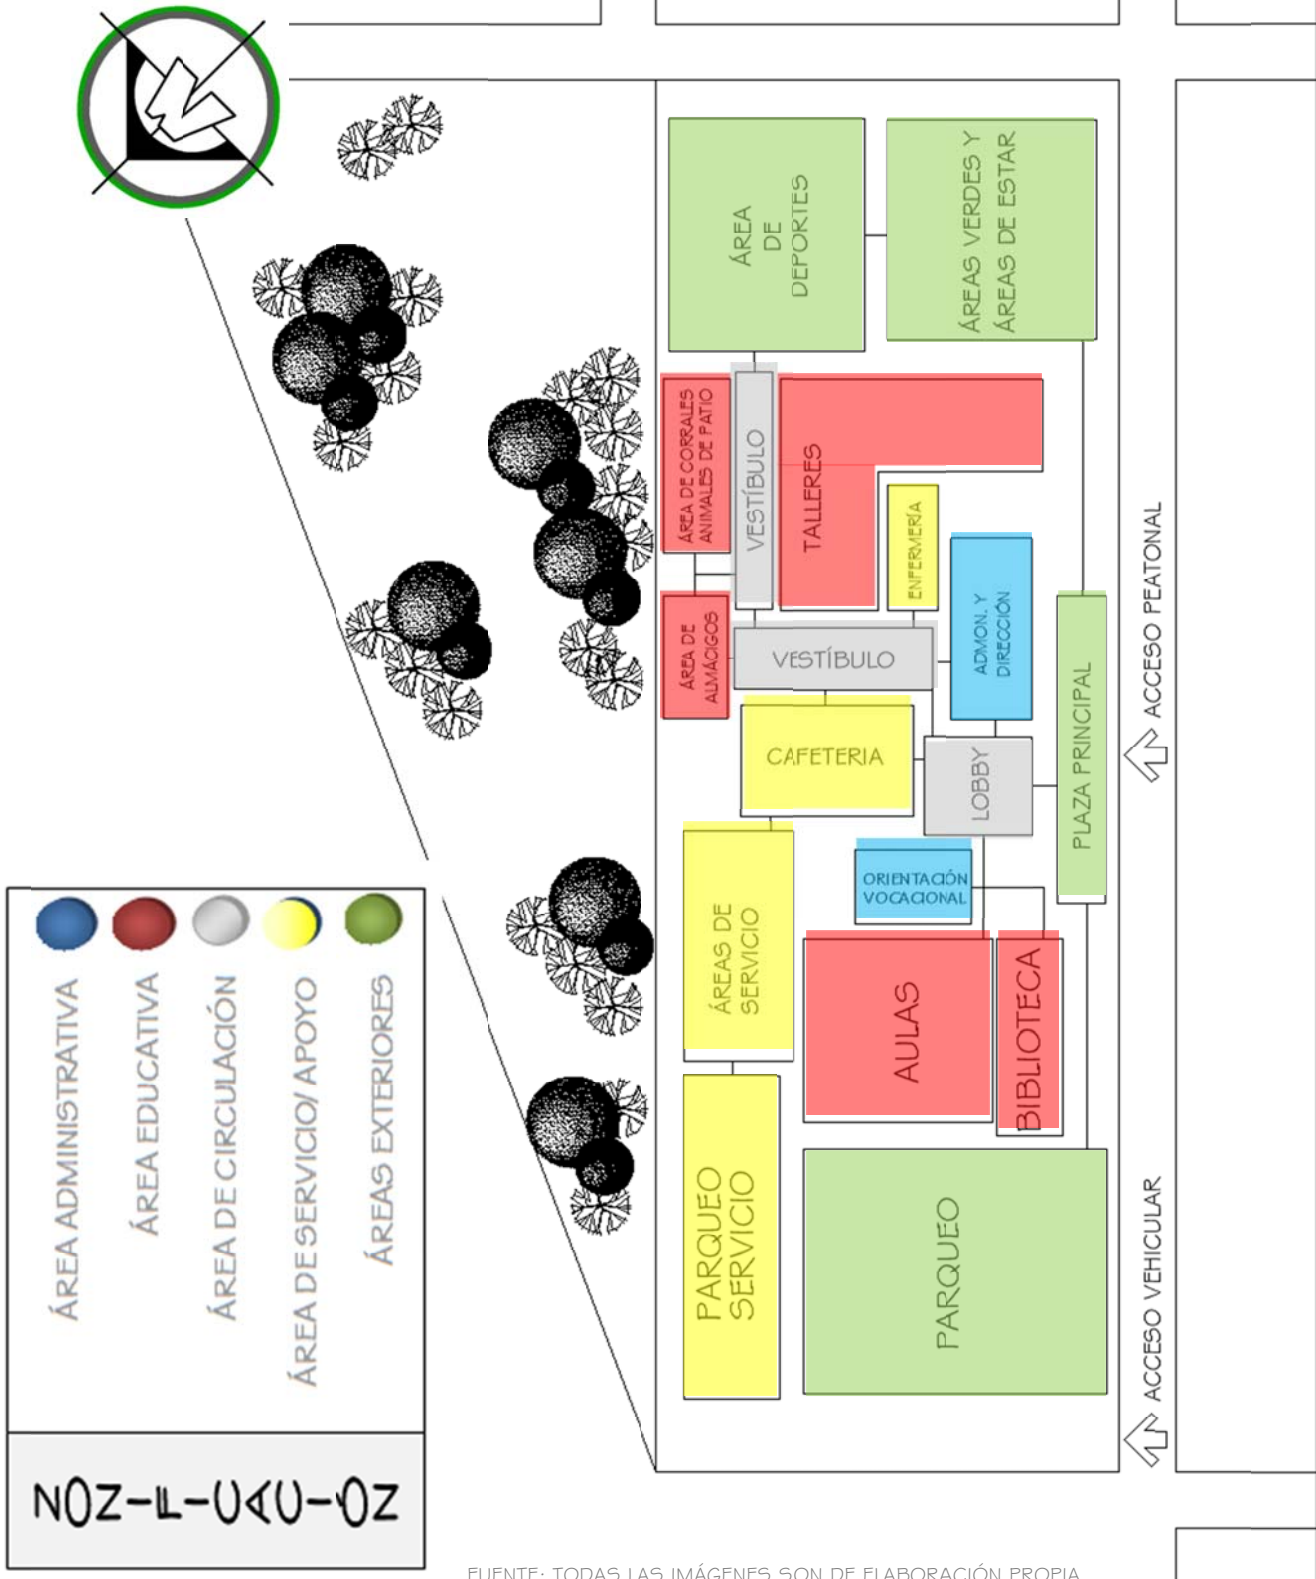 ÁREA
DE
DEPORTES
ÁREAS VERDES Y
ÁREAS DE ESTAR
ÁREA DE CORRALES
ANIMALES DE PATIO
VESTÍBULO
TALLERES
ENFERMERÍA
ADMON. Y
DIRECCIÓN
ÁREA DE
ALMÁCIGOS
VESTÍBULO
CAFETERIA
LOBBY
PLAZA PRINCIPAL
ACCESO PEATONAL
ORIENTACIÓN
VOCACIONAL
ÁREAS DE
SERVICIO
AULAS
BIBLIOTECA
PARQUEO
SERVICIO
PARQUEO
ACCESO VEHICULAR
ÁREA ADMINISTRATIVA
ÁREA EDUCATIVA
ÁREA DE CIRCULACIÓN
ÁREA DE SERVICIO/ APOYO
ÁREAS EXTERIORES
ZONIFICACIÓN
FUENTE: TODAS LAS IMÁGENES SON DE ELABORACIÓN PROPIA